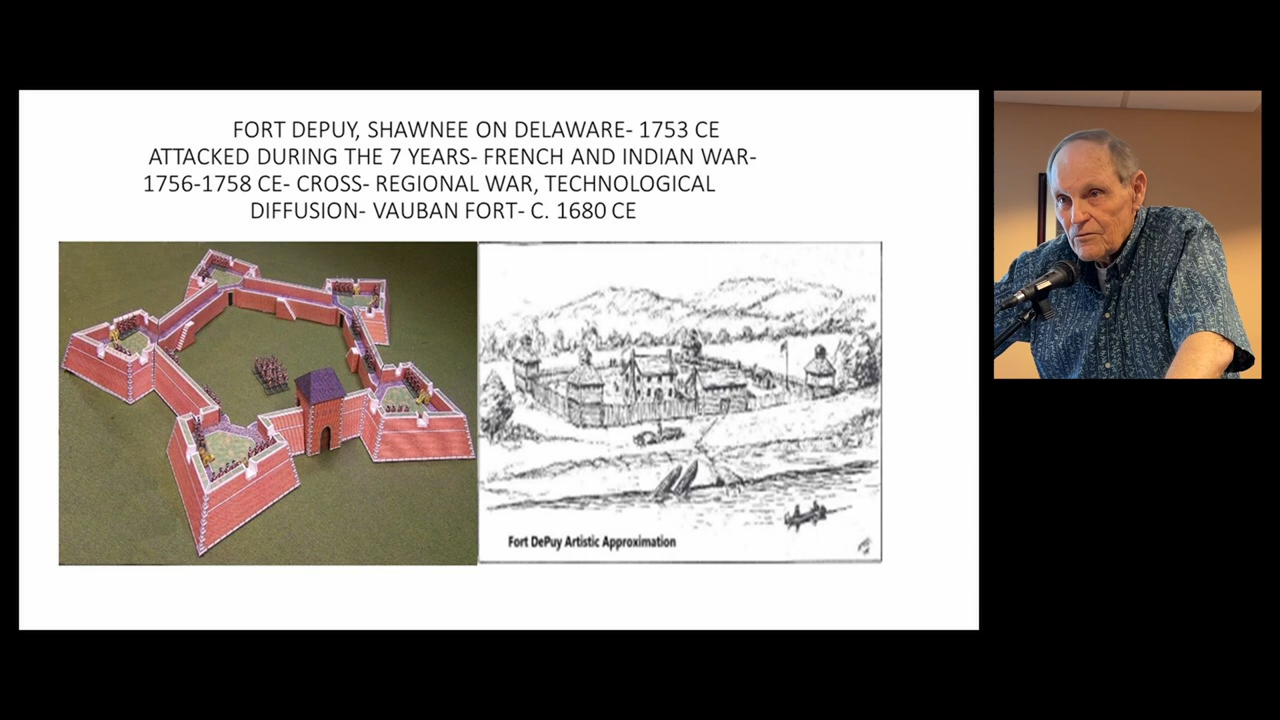 FORT DEPUY, SHAWNEE ON DELAWARE- 1753 CE
ATTACKED DURING THE 7 YEARS- FRENCH AND INDIAN WAR-
1756-1758 CE- CROSS- REGIONAL WAR, TECHNOLOGICAL
DIFFUSION- VAUBAN FORT- C. 1680 CE
Fort DePuy Artistic Approximation